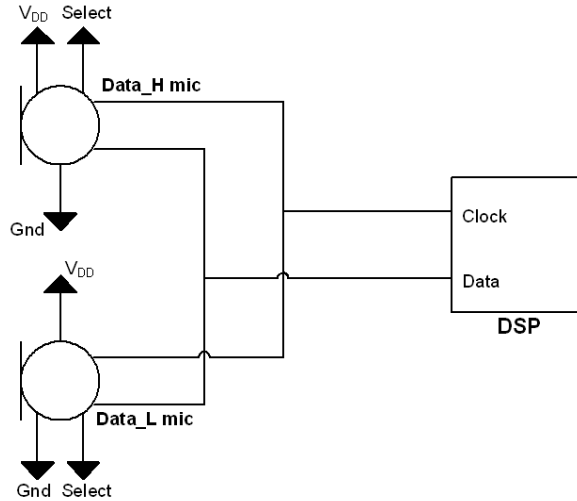 VDD Select
Data_H mic
Gnd
Clock
VDD
Data
DSP
Data_L mic
Gnd Select